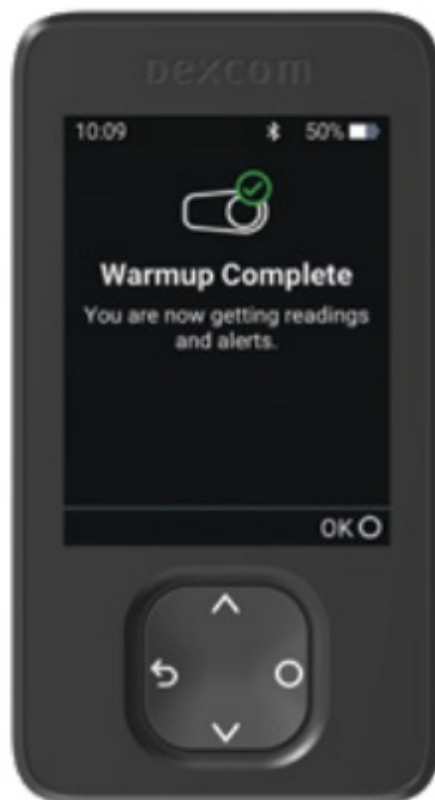 Dexcom
10:09 50%
Warmup Complete
You are now getting readings
and alerts.
OK